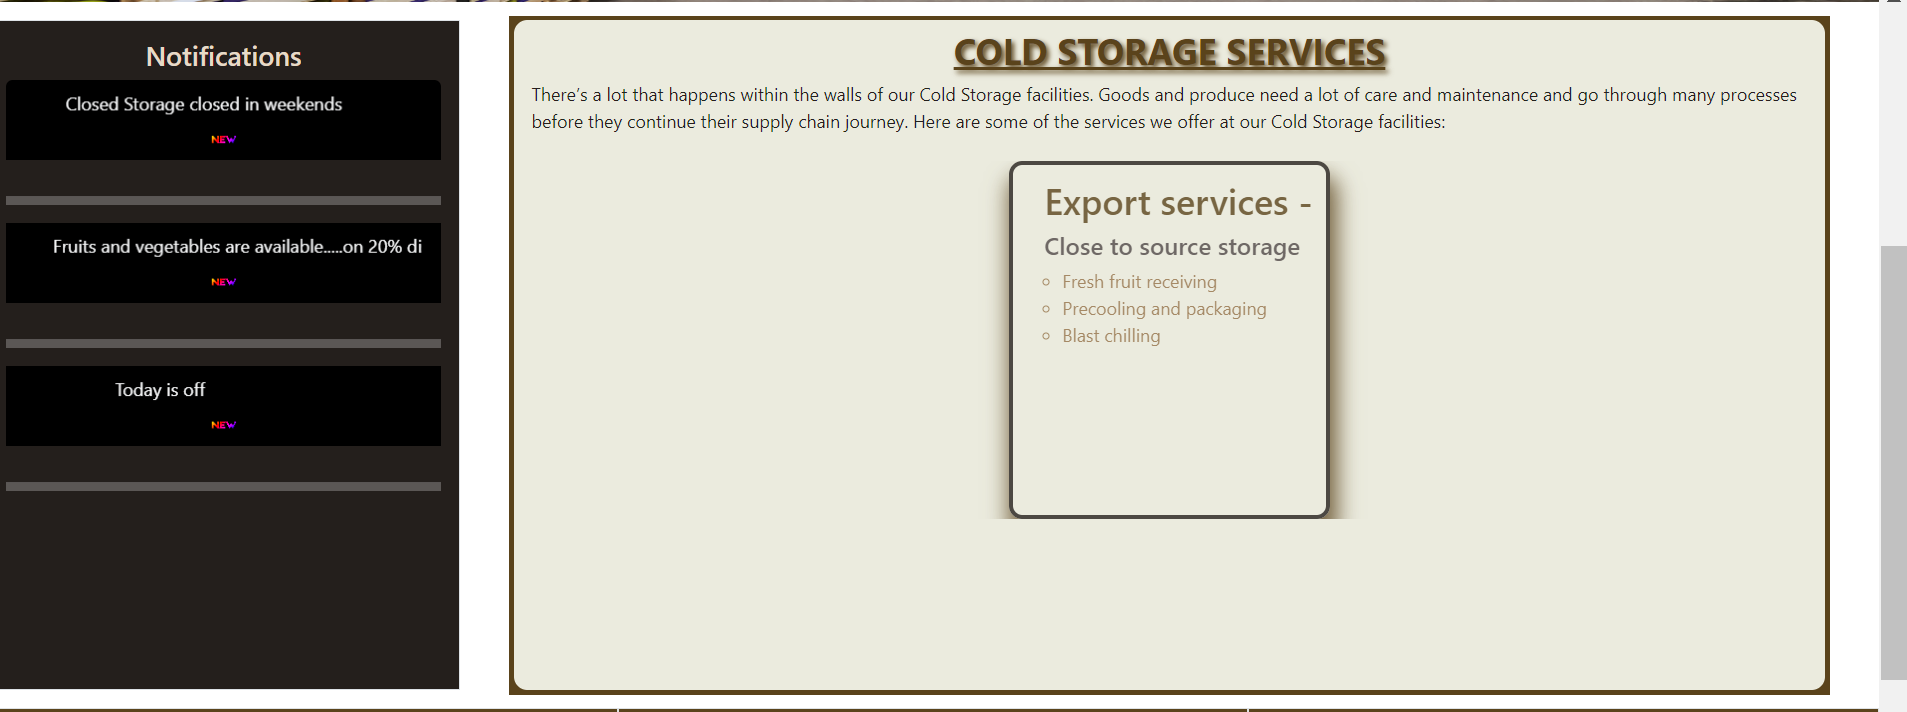 Notifications
Closed Storage closed in weekends
NEW
Fruits and vegetables are available.....on 20% di
NEW
Today is off
NEW
COLD STORAGE SERVICES
There’s a lot that happens within the walls of our Cold Storage facilities. Goods and produce need a lot of care and maintenance and go through many processes
before they continue their supply chain journey. Here are some of the services we offer at our Cold Storage facilities:
Export services -
Close to source storage
Fresh fruit receiving
Precooling and packaging
Blast chilling